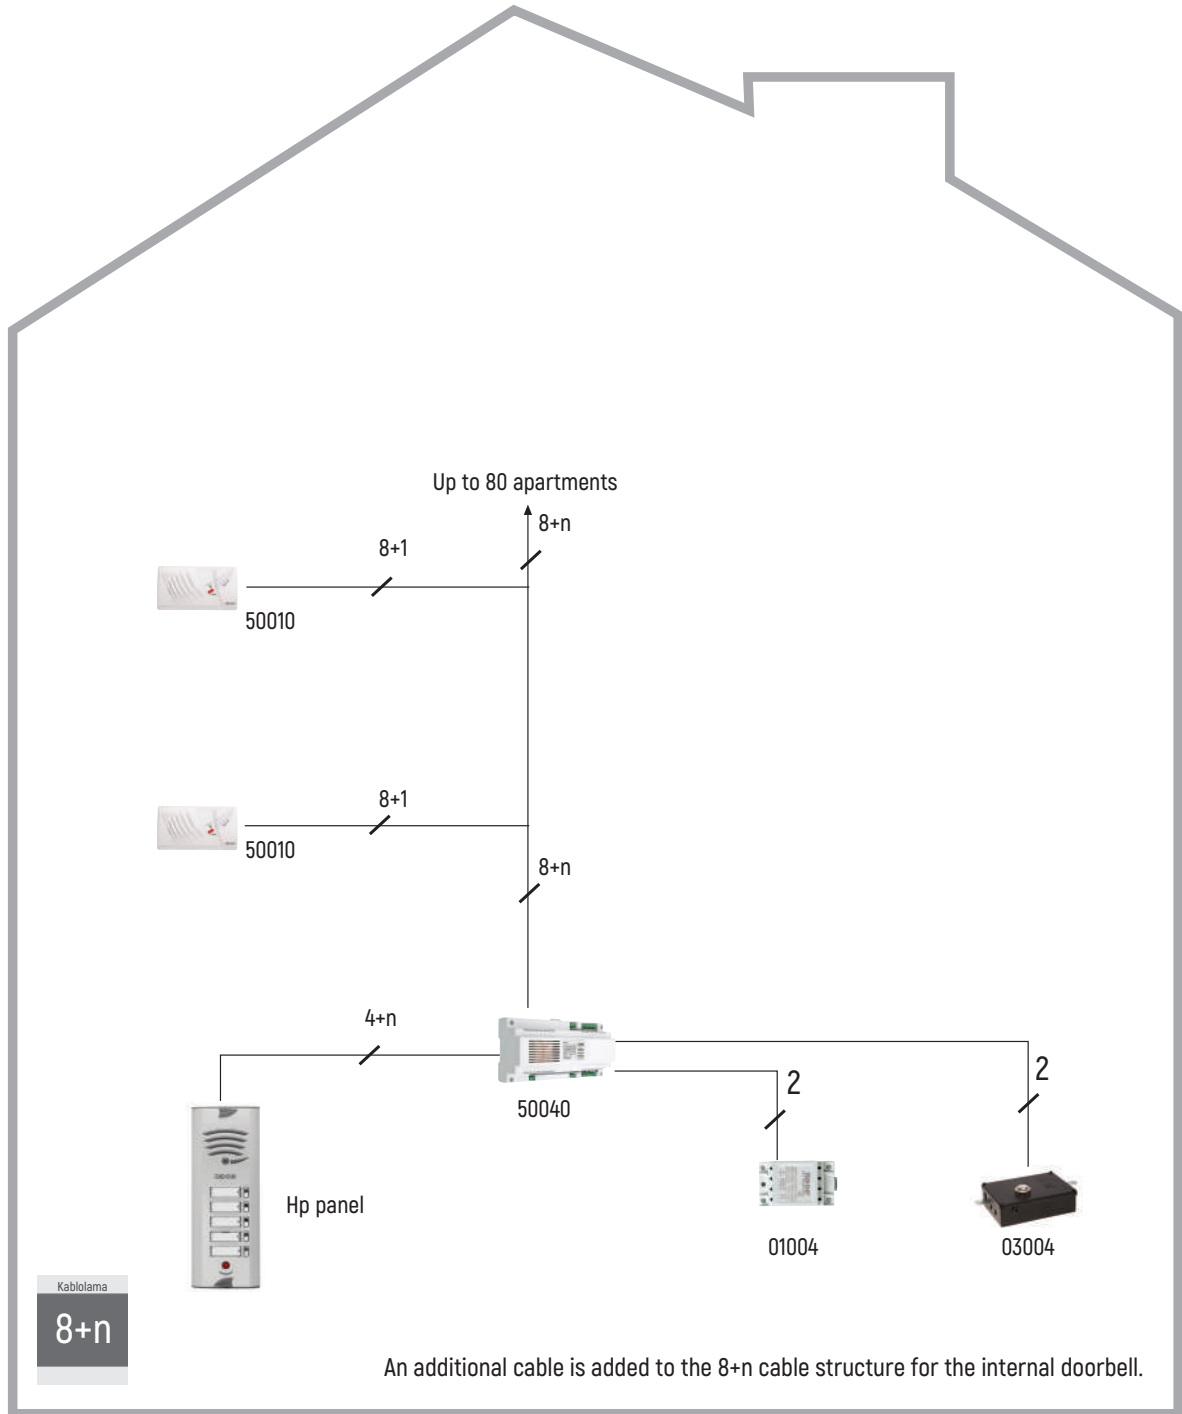 Up to 80 apartments
8+n
8+1
50010
8+1
50010
8+n
4+n
50040
2
2
Hp panel
01004
03004
Kablolama
8+n
An additional cable is added to the 8+n cable structure for the internal doorbell.